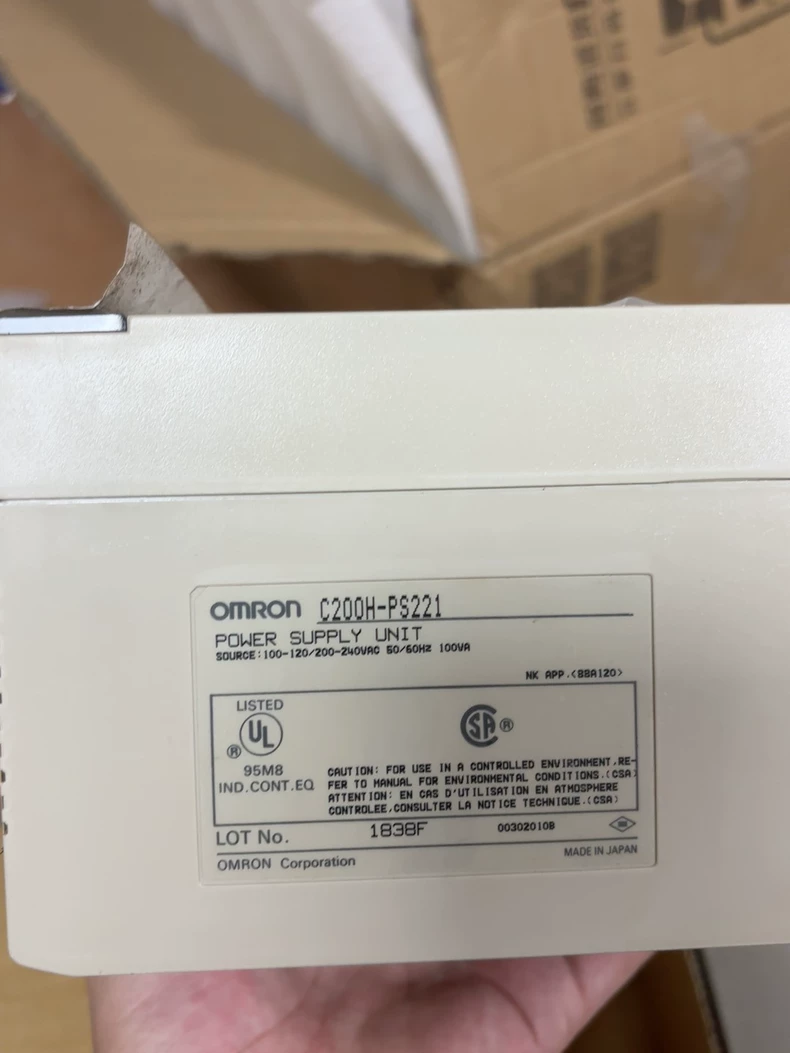 OMRON C200H-PS221
POWER SUPPLY UNIT
SOURCE:100-120/200-240VAC 50/60Hz 100VA
NK APP.<88A120>
LISTED
UL
®
SA ®
95M8
IND.CONT.EQ
CAUTION: FOR USE IN A CONTROLLED ENVIRONMENT.RE-
FER TO MANUAL FOR ENVIRONMENTAL CONDITIONS.(CSA)
ATTENTION: EN CAS D'UTILISATION EN ATMOSPHERE
CONTROLEE,CONSULTER LA NOTICE TECHNIQUE.(CSA)
LOT No. 1838F 00302010B
OMRON Corporation MADE IN JAPAN